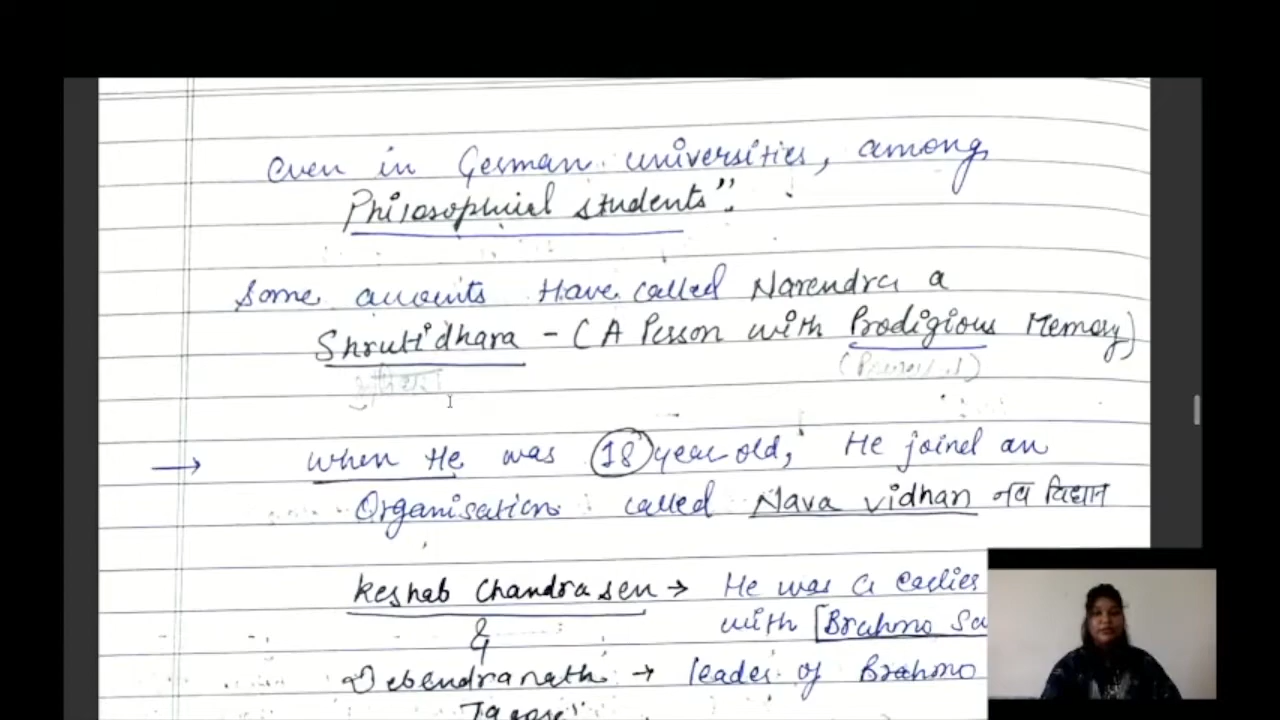 even in German universities, among
Philosophical students".
Some accounts Have called Narendra a
Shrutidhara - (A Person with Prodigious Memory)
→ when He was 18 year old, He joined an
Organisation called Nava vidhan नव विधान
Keshab Chandra sen → He was a earlier
with [Brahmo Sa
&
Debendranath → leader of Brahmo
Tagore"